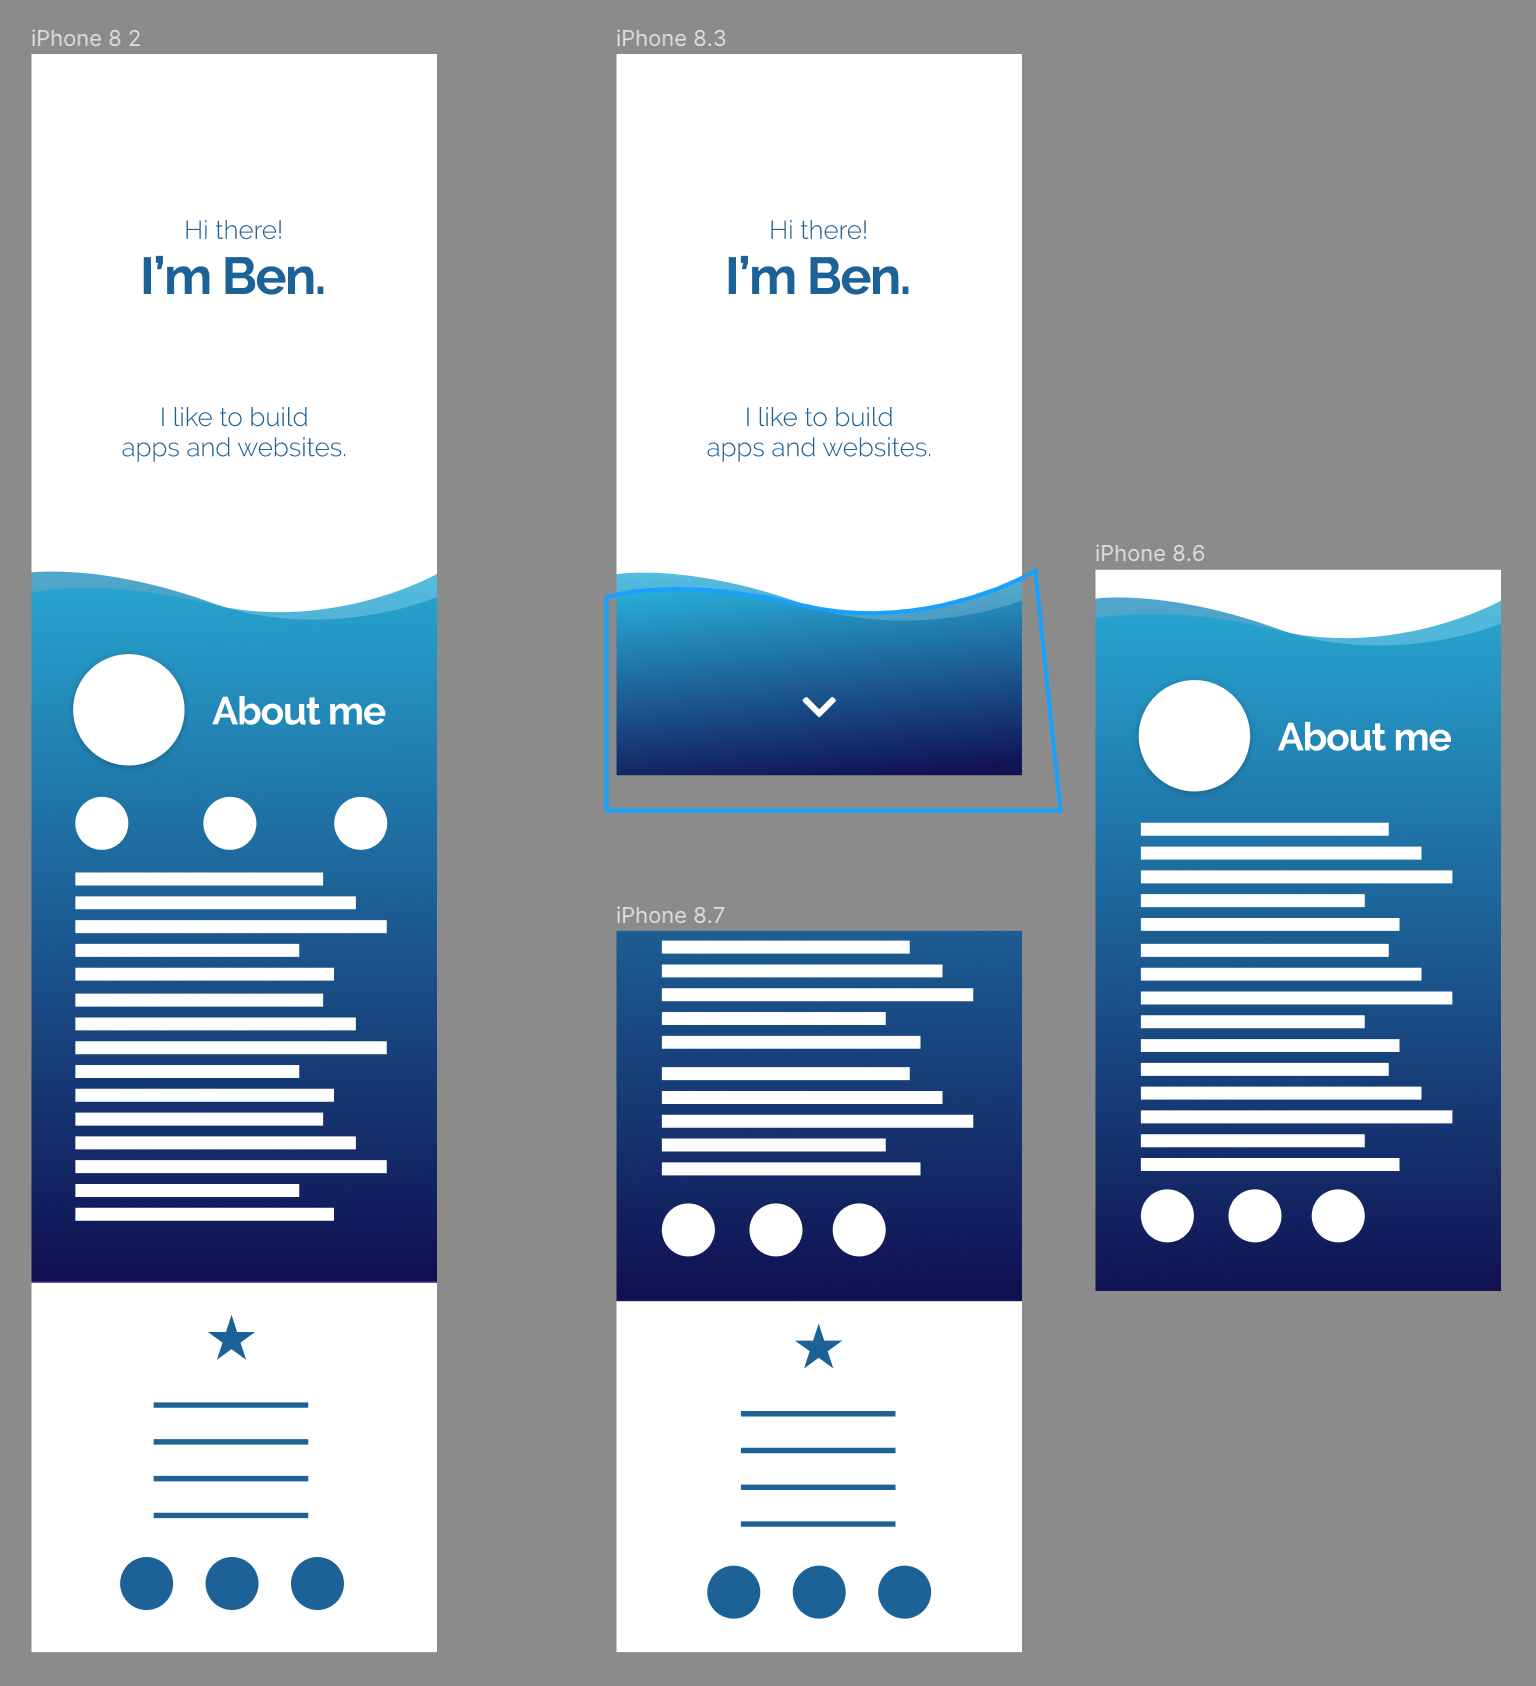 iPhone 8 2
Hi there!
I'm Ben.
I like to build
apps and websites.
About me
iPhone 8.3
Hi there!
I'm Ben.
I like to build
apps and websites.
iPhone 8.7
iPhone 8.6
About me